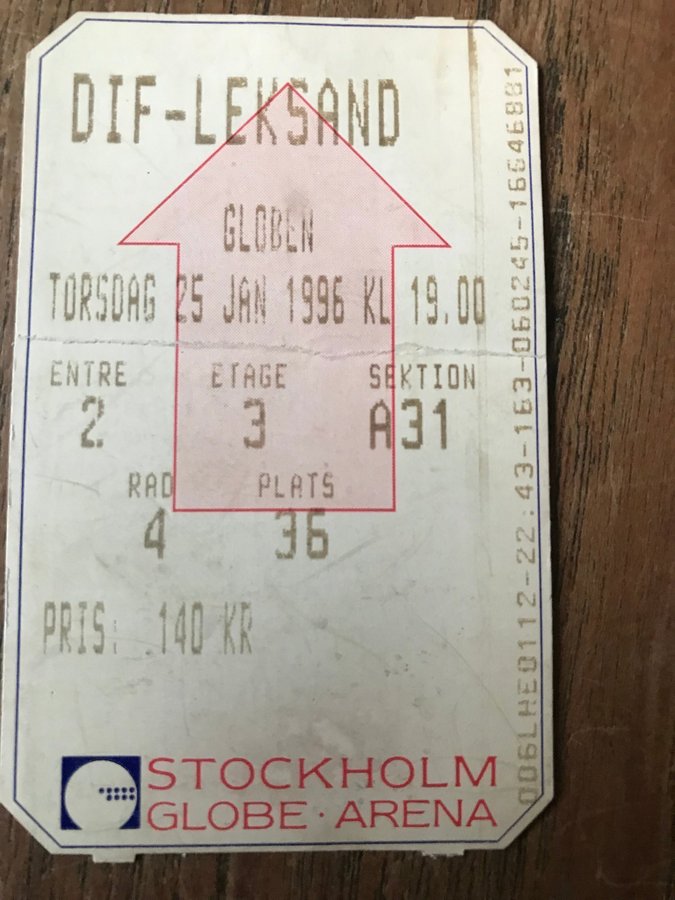 DIF-LEKSAND
GLOBEN
TORSDAG 25 JAN 1996 KL 19.00
ENTRE ETAGE SEKTION
2 3 A31
RAD PLATS
4 36
PRIS: 140 KR
STOCKHOLM
GLOBE·ARENA
006LHE0112-22:43-163-060245-16646881